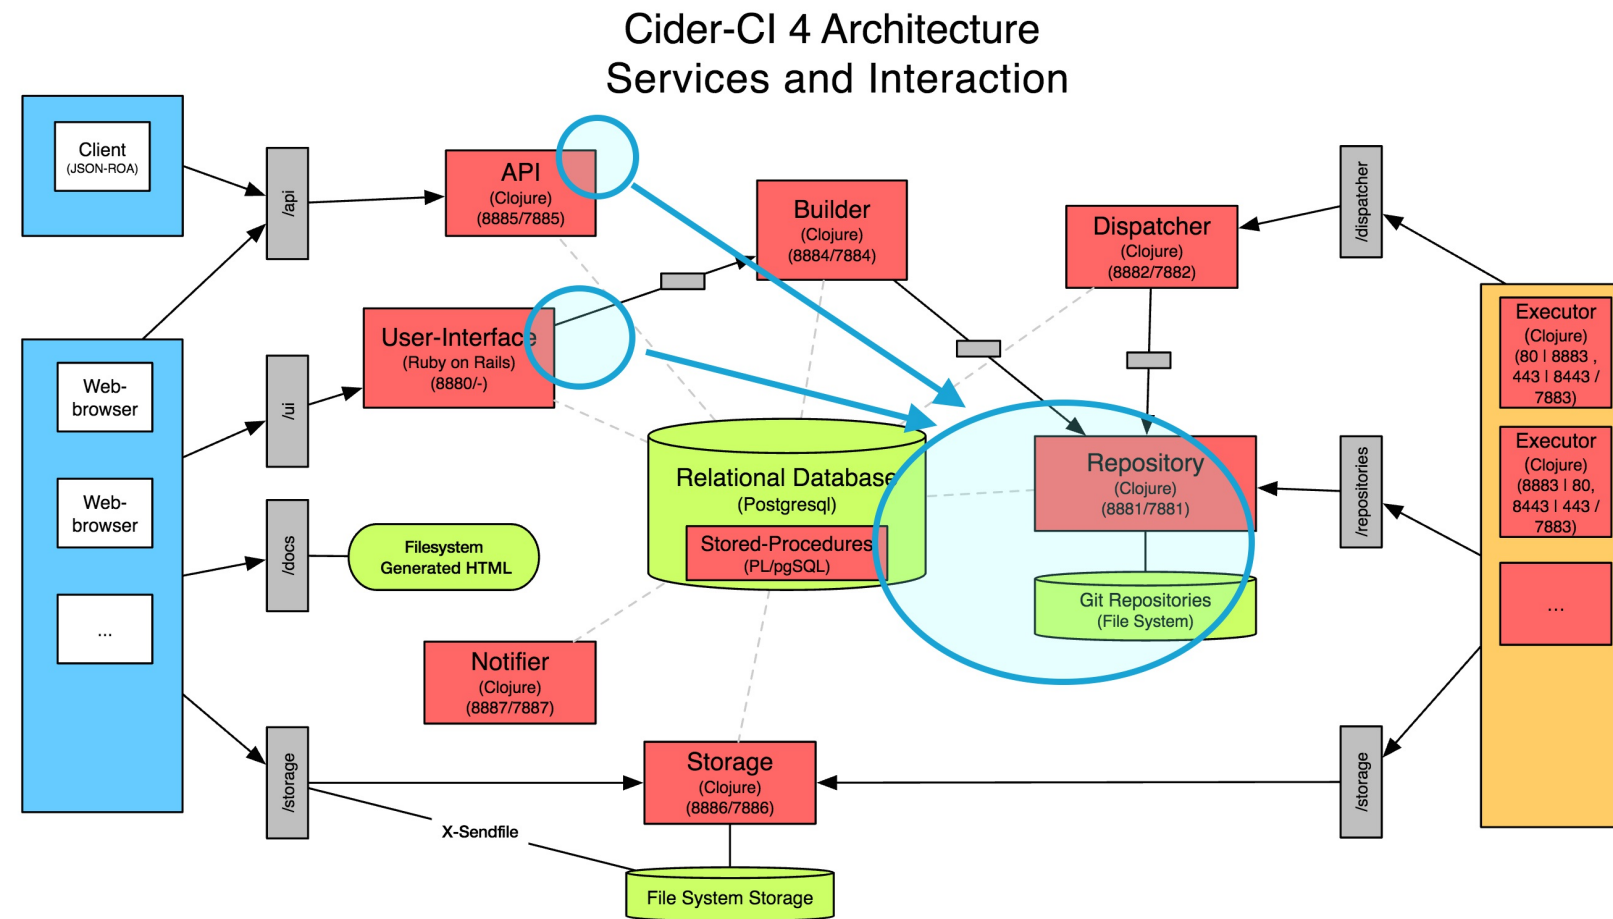 Cider-CI 4 Architecture
Services and Interaction
Client
(JSON-ROA)
/api
API
(Clojure)
(8885/7885)
Builder
(Clojure)
(8884/7884)
Dispatcher
(Clojure)
(8882/7882)
/dispatcher
Web-
browser
Web-
browser
...
/ui
User-Interface
(Ruby on Rails)
(8880/-)
Executor
(Clojure)
(80 | 8883 ,
443 | 8443 /
7883)
Executor
(Clojure)
(8883 | 80,
8443 | 443 /
7883)
...
/docs
Filesystem
Generated HTML
Relational Database
(Postgresql)
Stored-Procedures
(PL/pgSQL)
Repository
(Clojure)
(8881/7881)
/repositories
Git Repositories
(File System)
Notifier
(Clojure)
(8887/7887)
/storage
Storage
(Clojure)
(8886/7886)
/storage
X-Sendfile
File System Storage